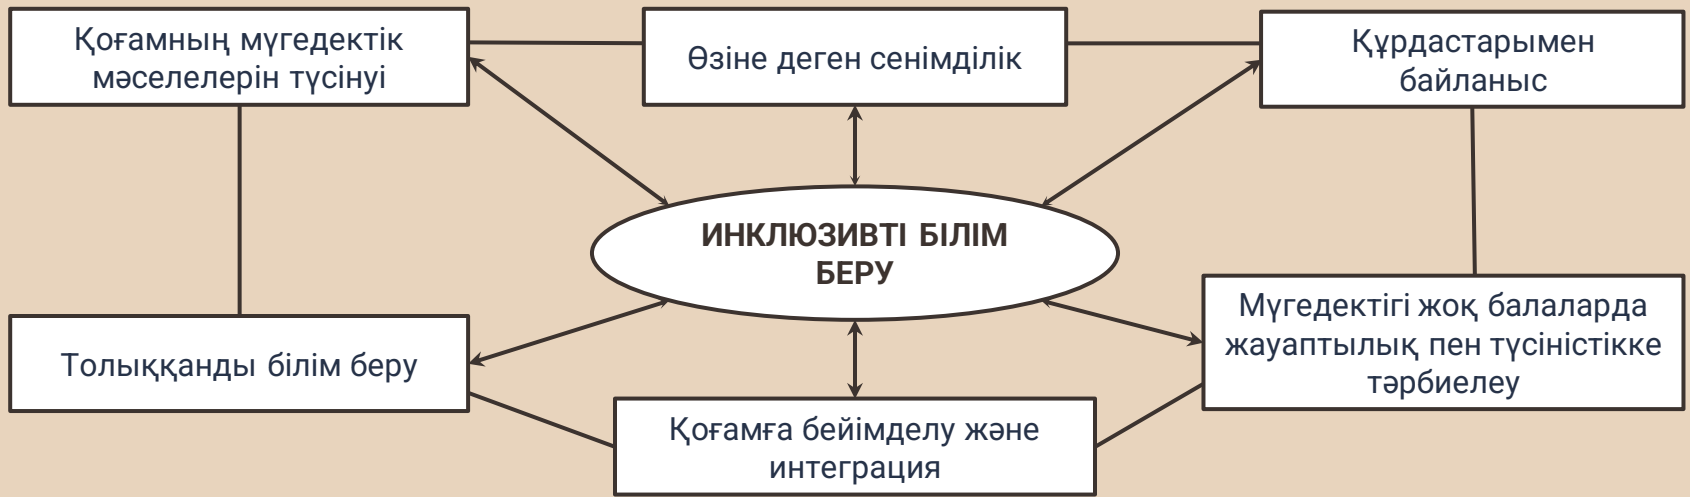 Қоғамның мүгедектік
мәселелерін түсінуі
Өзіне деген сенімділік
Құрдастарымен
байланыс
ИНКЛЮЗИВТІ БІЛІМ
БЕРУ
Толыққанды білім беру
Мүгедектігі жоқ балаларда
жауаптылық пен түсіністікке
тәрбиелеу
Қоғамға бейімделу және
интеграция